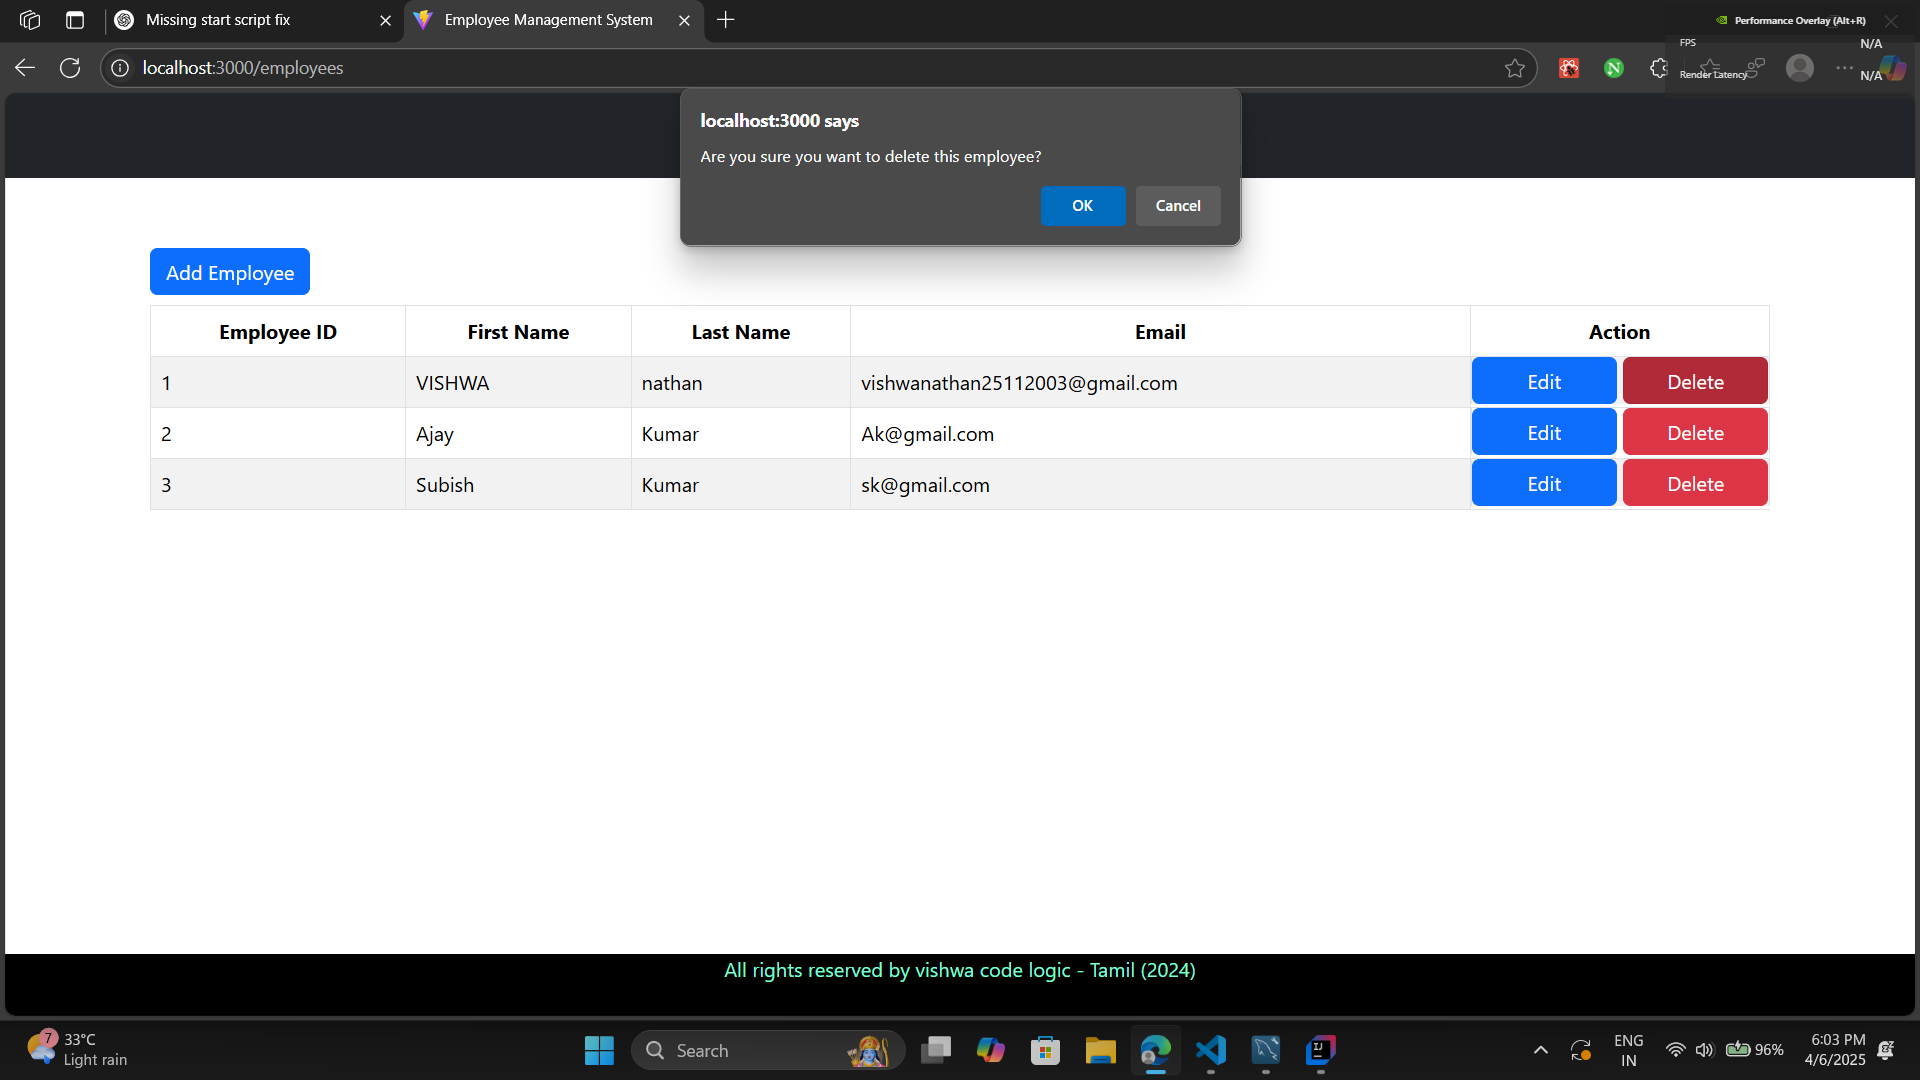 Missing start script fix
Employee Management System
Performance Overlay (Alt+R)
FPS N/A
localhost:3000/employees
Render Latency N/A
localhost:3000 says
Are you sure you want to delete this employee?
OK Cancel
Add Employee
Employee ID First Name Last Name Email Action
1 VISHWA nathan vishwanathan25112003@gmail.com Edit Delete
2 Ajay Kumar Ak@gmail.com Edit Delete
3 Subish Kumar sk@gmail.com Edit Delete
All rights reserved by vishwa code logic - Tamil (2024)
7
33°C
Light rain
Search
IJ
ENG
IN
96%
6:03 PM
4/6/2025